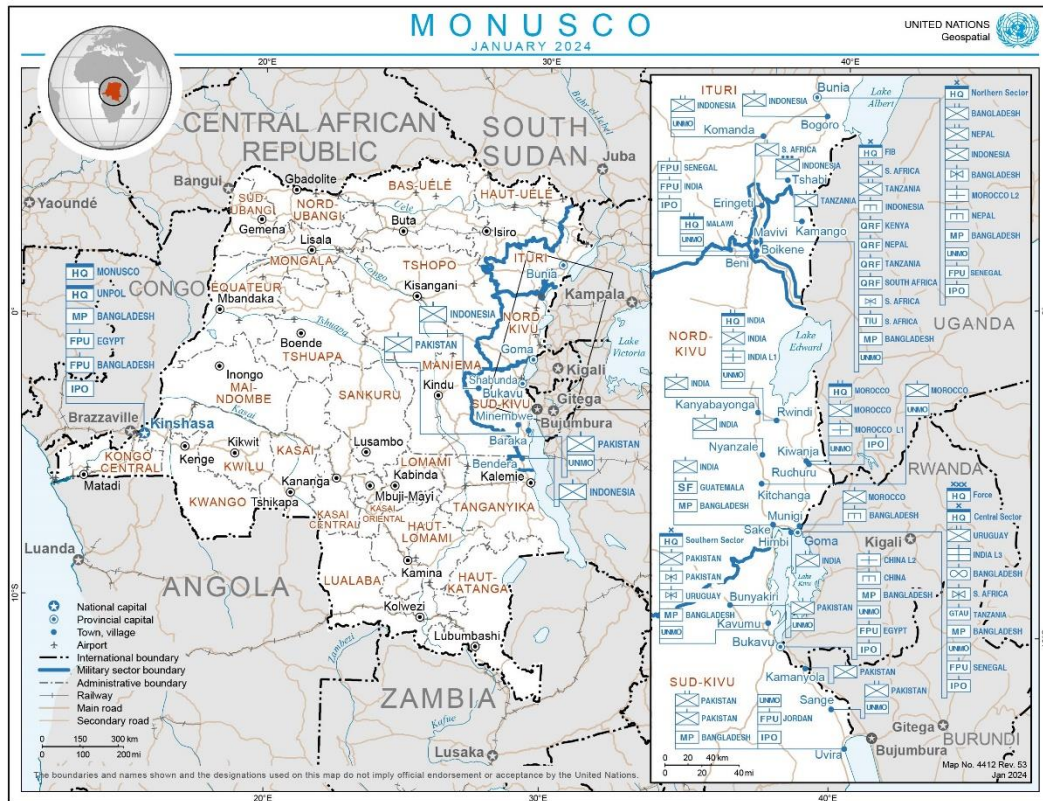 MONUSCO
JANUARY 2024
UNITED NATIONS
Geospatial
20°E
30°E
40°E
CENTRAL AFRICAN
REPUBLIC
SOUTH
SUDAN
Bahr el Jebel
Juba
Bangui
Yaoundé
Gbadolite
BAS-UÉLÉ
HAUT-UÉLÉ
SUD-
UBANGI
NORD-
UBANGI
Uele
Gemena
Buta
Isiro
Lisala
MONGALA
Congo
TSHOPO
ITURI
Bunia
CONGO
ÉQUATEUR
Mbandaka
Kisangani
Kampala
0°
NORD-
KIVU
Lake
Victoria
INDONESIA
PAKISTAN
Tshuapa
Boende
TSHUAPA
MANIEMA
Goma
Kigali
Inongo
Kindu
Shabunda
Bukavu
Gitega
MAI-
NDOMBE
SANKURU
SUD-KIVU
Minembwe
Bujumbura
Kasai
Brazzaville
Kinshasa
Baraka
PAKISTAN
UNMO
KONGO
CENTRAL
Kenge
Kikwit
KWILU
KASAI
Lusambo
LOMAMI
Bendera
Kalemie
INDONESIA
Matadi
Kananga
Kabinda
KWANGO
Tshikapa
Mbuji-Mayi
KASAI
CENTRAL
KASAI
ORIENTAL
TANGANYIKA
HAUT-
LOMAMI
Luanda
ANGOLA
LUALABA
Kamina
HAUT-
KATANGA
10°S
Kolwezi
Lubumbashi
Zambezi
ZAMBIA
Kafue
Lusaka
HQ MONUSCO
HQ UNPOL
MP BANGLADESH
FPU EGYPT
FPU BANGLADESH
IPO
National capital
Provincial capital
Town, village
Airport
International boundary
Military sector boundary
Administrative boundary
Railway
Main road
Secondary road
0 150 300 km
0 100 200 mi
The boundaries and names shown and the designations used on this map do not imply official endorsement or acceptance by the United Nations.
20°E
30°E
40°E
ITURI
INDONESIA
UNMO
INDONESIA
Bunia
Lake
Albert
Bogoro
Komanda
S. AFRICA
INDONESIA
Tshabi
FPU SENEGAL
FPU INDIA
IPO
Eringeti
TANZANIA
HQ MALAWI
UNMO
Mavivi
Kamango
Boikene
Beni
HQ FIB
S. AFRICA
TANZANIA
INDONESIA
QRF KENYA
QRF NEPAL
QRF TANZANIA
QRF SOUTH AFRICA
S. AFRICA
TIU S. AFRICA
MP BANGLADESH
UNMO
HQ Northern Sector
BANGLADESH
NEPAL
INDONESIA
BANGLADESH
MOROCCO L2
NEPAL
MP BANGLADESH
UNMO
FPU SENEGAL
IPO
UGANDA
NORD-
KIVU
HQ INDIA
INDIA
INDIA L1
UNMO
Lake
Edward
INDIA
Kanyabayonga
Rwindi
INDIA
Nyanzale
Kiwanja
Ruchuru
HQ MOROCCO
MOROCCO
MOROCCO L1
UNMO
IPO
MOROCCO
UNMO
INDIA
SF GUATEMALA
MP BANGLADESH
Kitchanga
MOROCCO
BANGLADESH
RWANDA
Munigi
Sake
Himbi
Goma
Kigali
INDIA
HQ Force
HQ Central Sector
URUGUAY
INDIA L3
BANGLADESH
S. AFRICA
GTAU TANZANIA
MP BANGLADESH
UNMO
FPU SENEGAL
IPO
CHINA L2
CHINA
MP BANGLADESH
UNMO
FPU EGYPT
IPO
HQ Southern Sector
PAKISTAN
PAKISTAN
URUGUAY
MP BANGLADESH
UNMO
Bunyakiri
PAKISTAN
UNMO
Kavumu
Bukavu
Kamanyola
PAKISTAN
SUD-KIVU
PAKISTAN
UNMO
Sange
PAKISTAN
PAKISTAN
MP BANGLADESH
UNMO
FPU JORDAN
IPO
Uvira
Gitega
Bujumbura
BURUNDI
0 20 40 km
0 20 40 mi
Map No. 4412 Rev. 53
Jan 2024